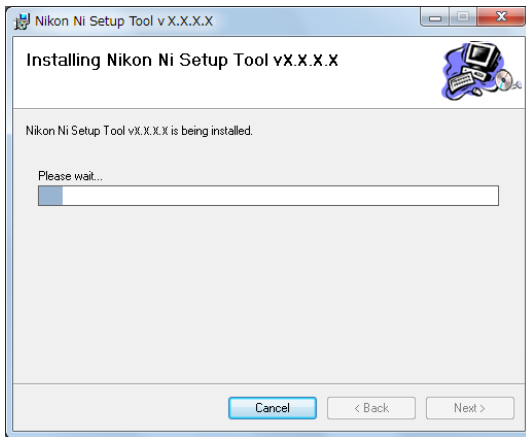 Nikon Ni Setup Tool v X.X.X.X
Installing Nikon Ni Setup Tool vX.X.X.X
Nikon Ni Setup Tool vX.X.X.X is being installed.
Please wait...
Cancel
< Back
Next >